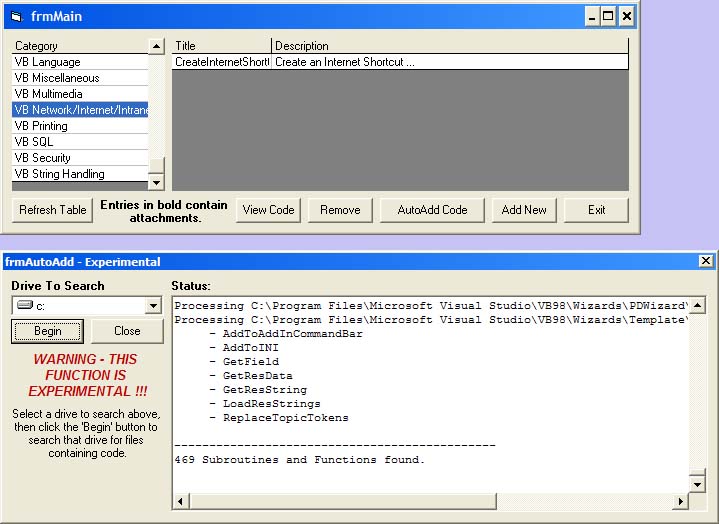 frmMain
Category
Title Description
VB Language
CreateInternetShort Create an Internet Shortcut ...
VB Miscellaneous
VB Multimedia
VB Network/Internet/Intrane
VB Printing
VB SQL
VB Security
VB String Handling
Refresh Table
Entries in bold contain
attachments.
View Code
Remove
AutoAdd Code
Add New
Exit
frmAutoAdd - Experimental
Drive To Search
c:
Begin
Close
WARNING - THIS
FUNCTION IS
EXPERIMENTAL !!!
Select a drive to search above,
then click the 'Begin' button to
search that drive for files
containing code.
Status:
Processing C:\Program Files\Microsoft Visual Studio\VB98\Wizards\PDWizard\
Processing C:\Program Files\Microsoft Visual Studio\VB98\Wizards\Template\
- AddToAddInCommandBar
- AddToINI
- GetField
- GetResData
- GetResString
- LoadResStrings
- ReplaceTopicTokens
----------------------------------------------
469 Subroutines and Functions found.